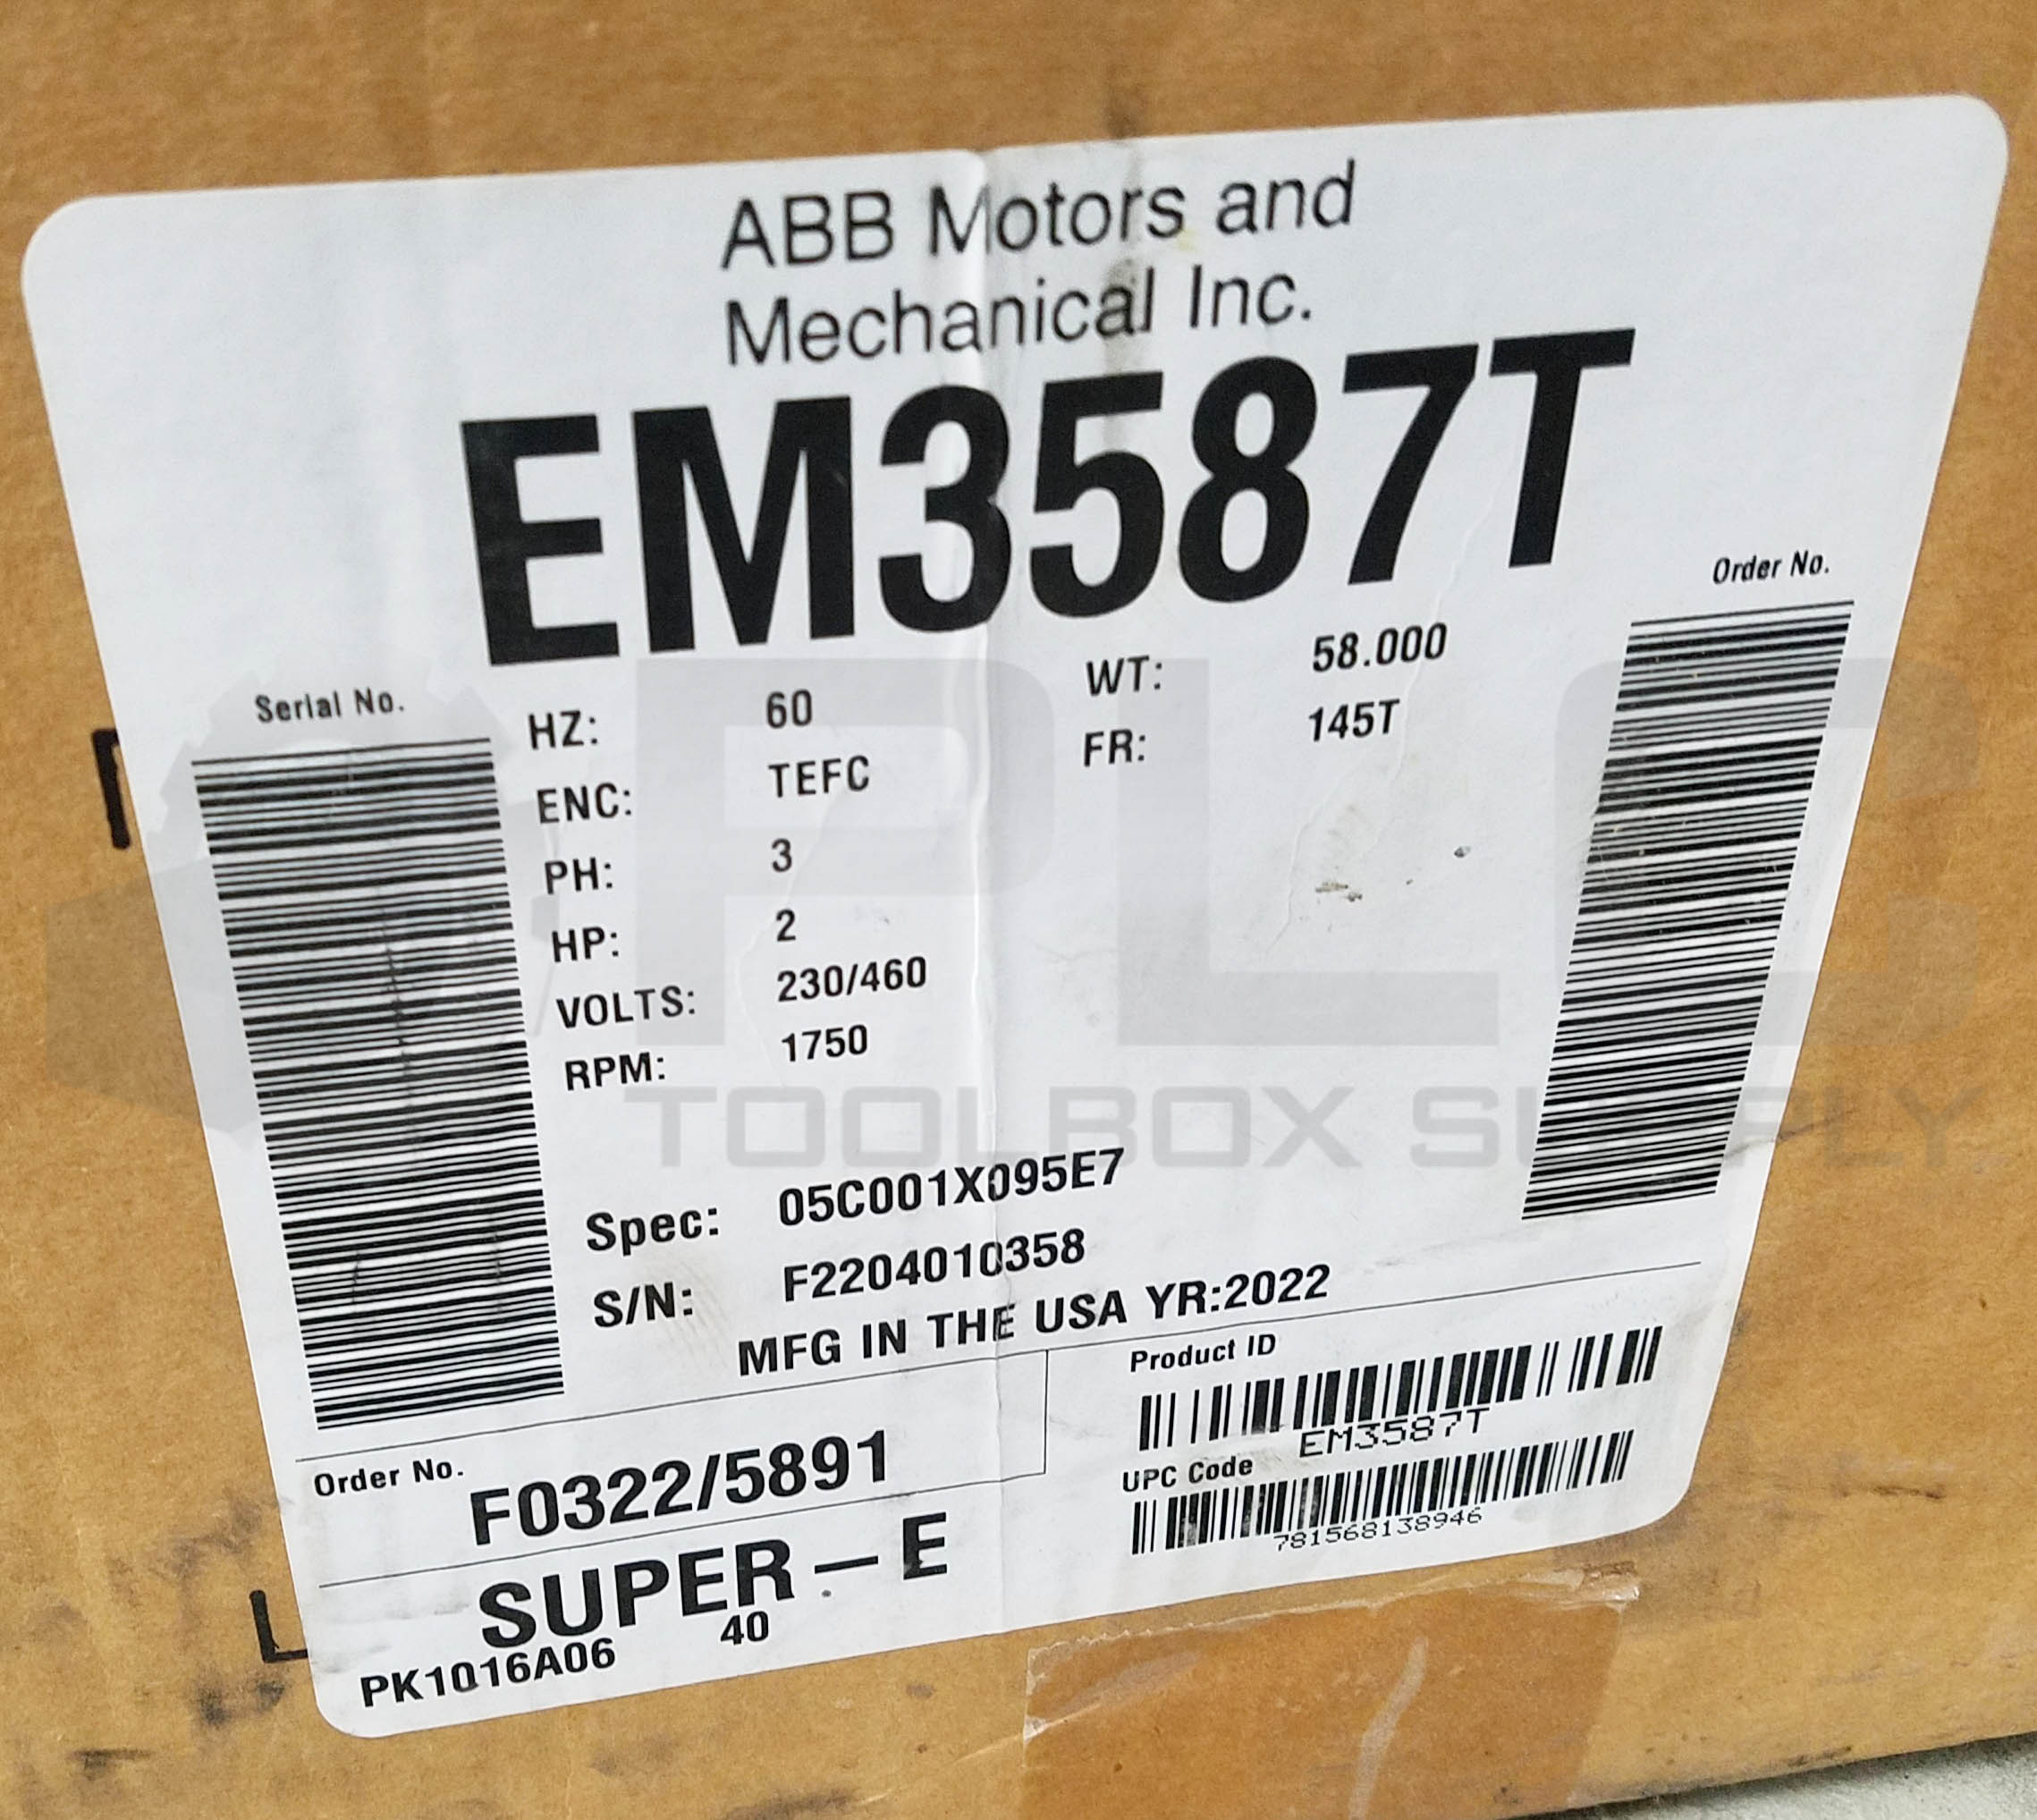 ABB Motors and
Mechanical Inc.
EM3587T
Order No.
Serial No.
HZ: 60 WT: 58.000
ENC: TEFC FR: 145T
PH: 3
HP: 2
VOLTS: 230/460
RPM: 1750
PLC
TOOLBOX SUPPLY
Spec: 05C001X095E7
S/N: F2204010358
MFG IN THE USA YR:2022
Order No. F0322/5891
Product ID
EM3587T
UPC Code
781568138946
SUPER-E
PK1016A06 40